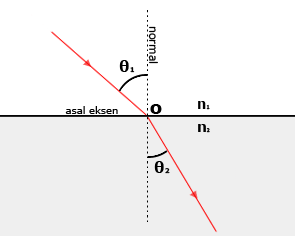 normal
θ₁
asal eksen
O
n₁
n₂
θ₂